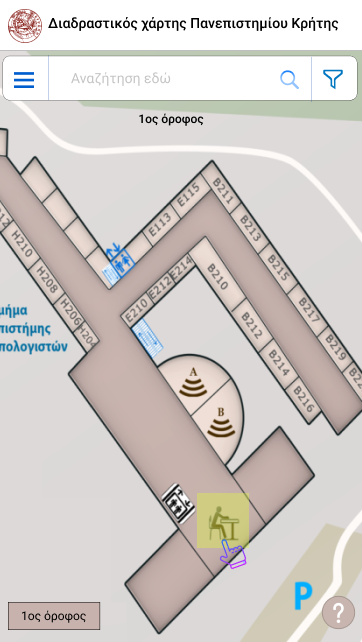 Διαδραστικός χάρτης Πανεπιστημίου Κρήτης
Αναζήτηση εδώ
1ος όροφος
E115
B211
E113
B213
H210
E214
B215
E212
B210
H208
E210
B217
H206
B212
H204
B219
μήμα
πιστήμης
πολογιστών
B214
A
B216
B
P
1ος όροφος
?